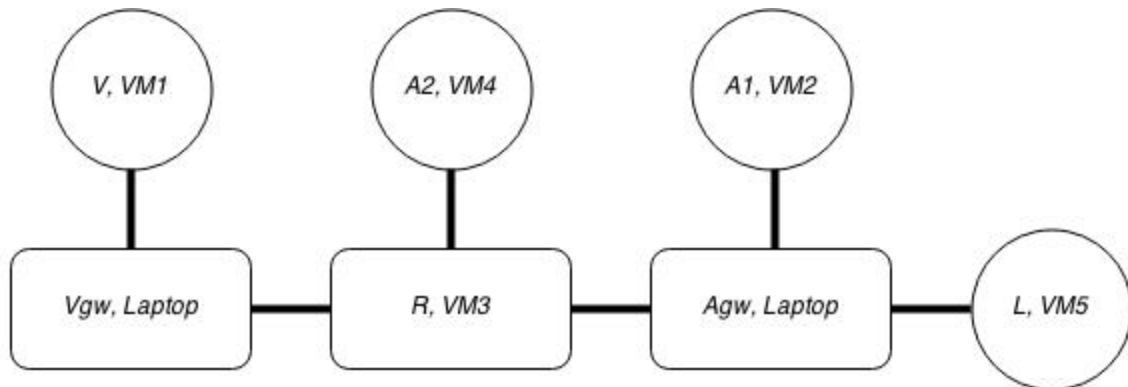 V, VM1
A2, VM4
A1, VM2
Vgw, Laptop
R, VM3
Agw, Laptop
L, VM5